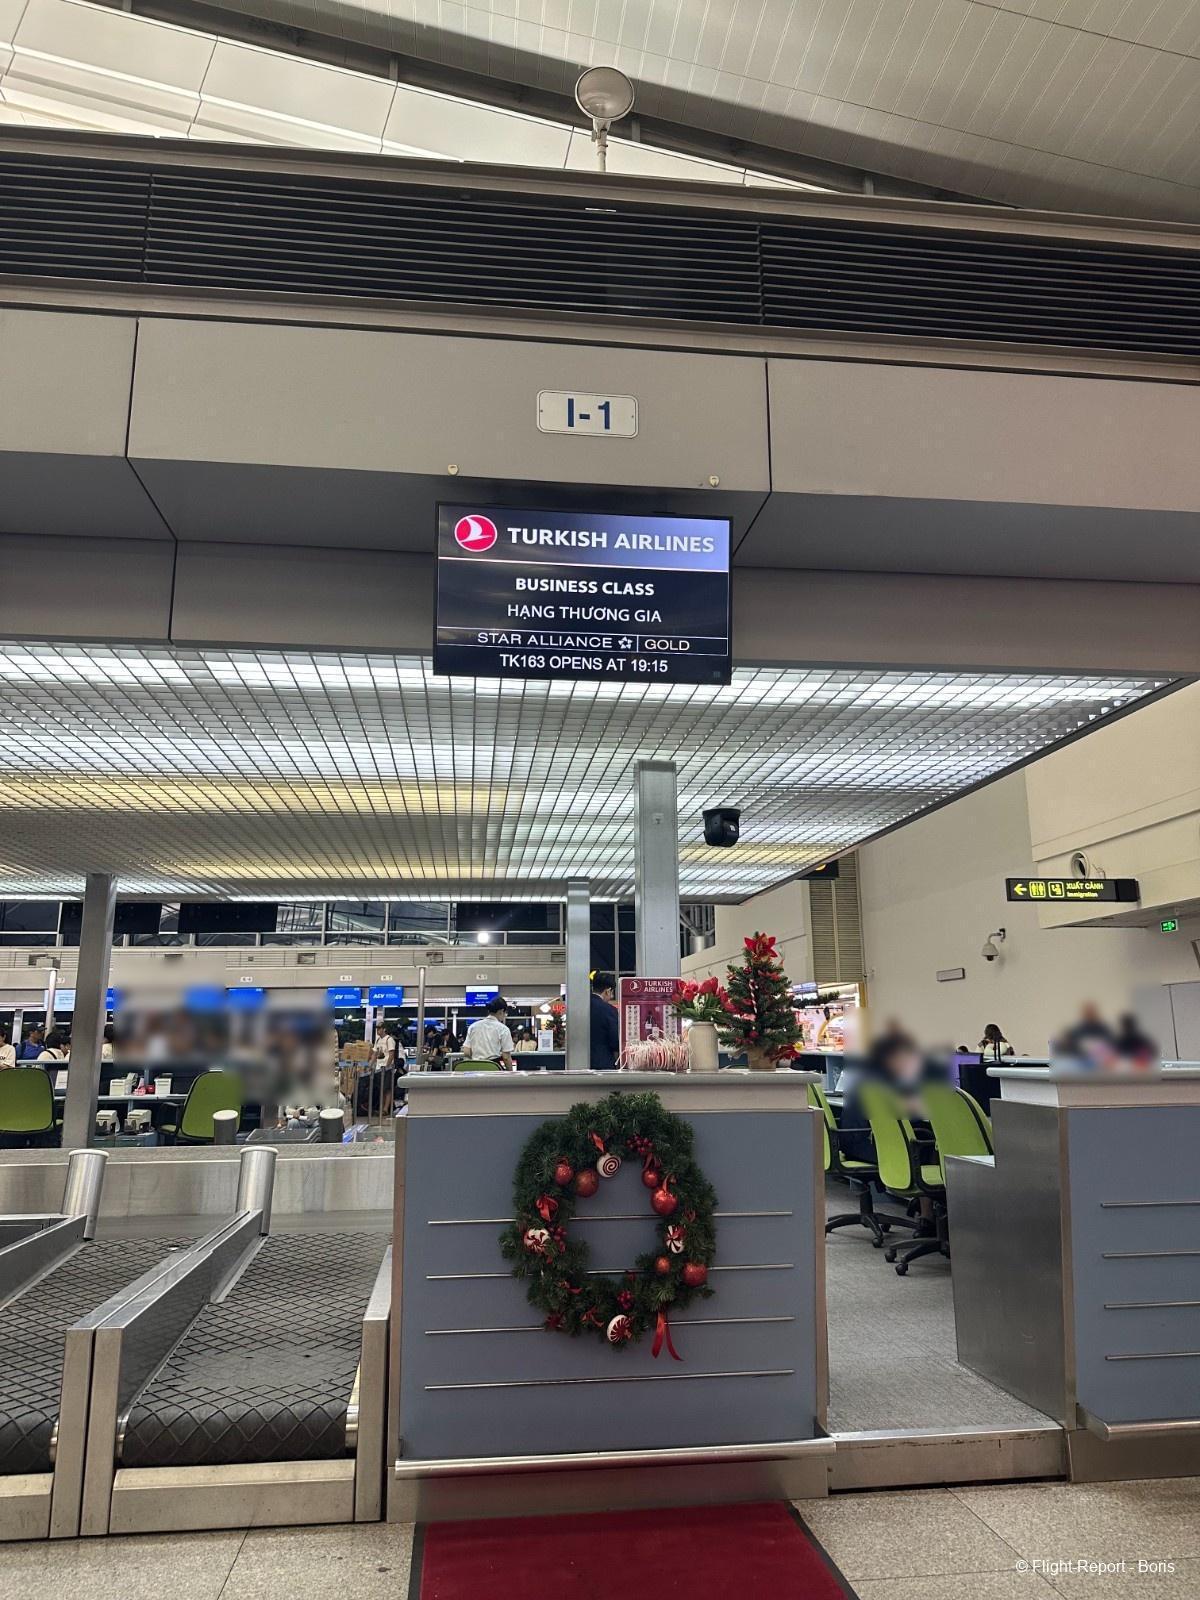 I-1
TURKISH AIRLINES
BUSINESS CLASS
HẠNG THƯƠNG GIA
STAR ALLIANCE GOLD
TK163 OPENS AT 19:15
XUẤT CẢNH
Immigration
TURKISH
AIRLINES
© Flight-Report - Boris